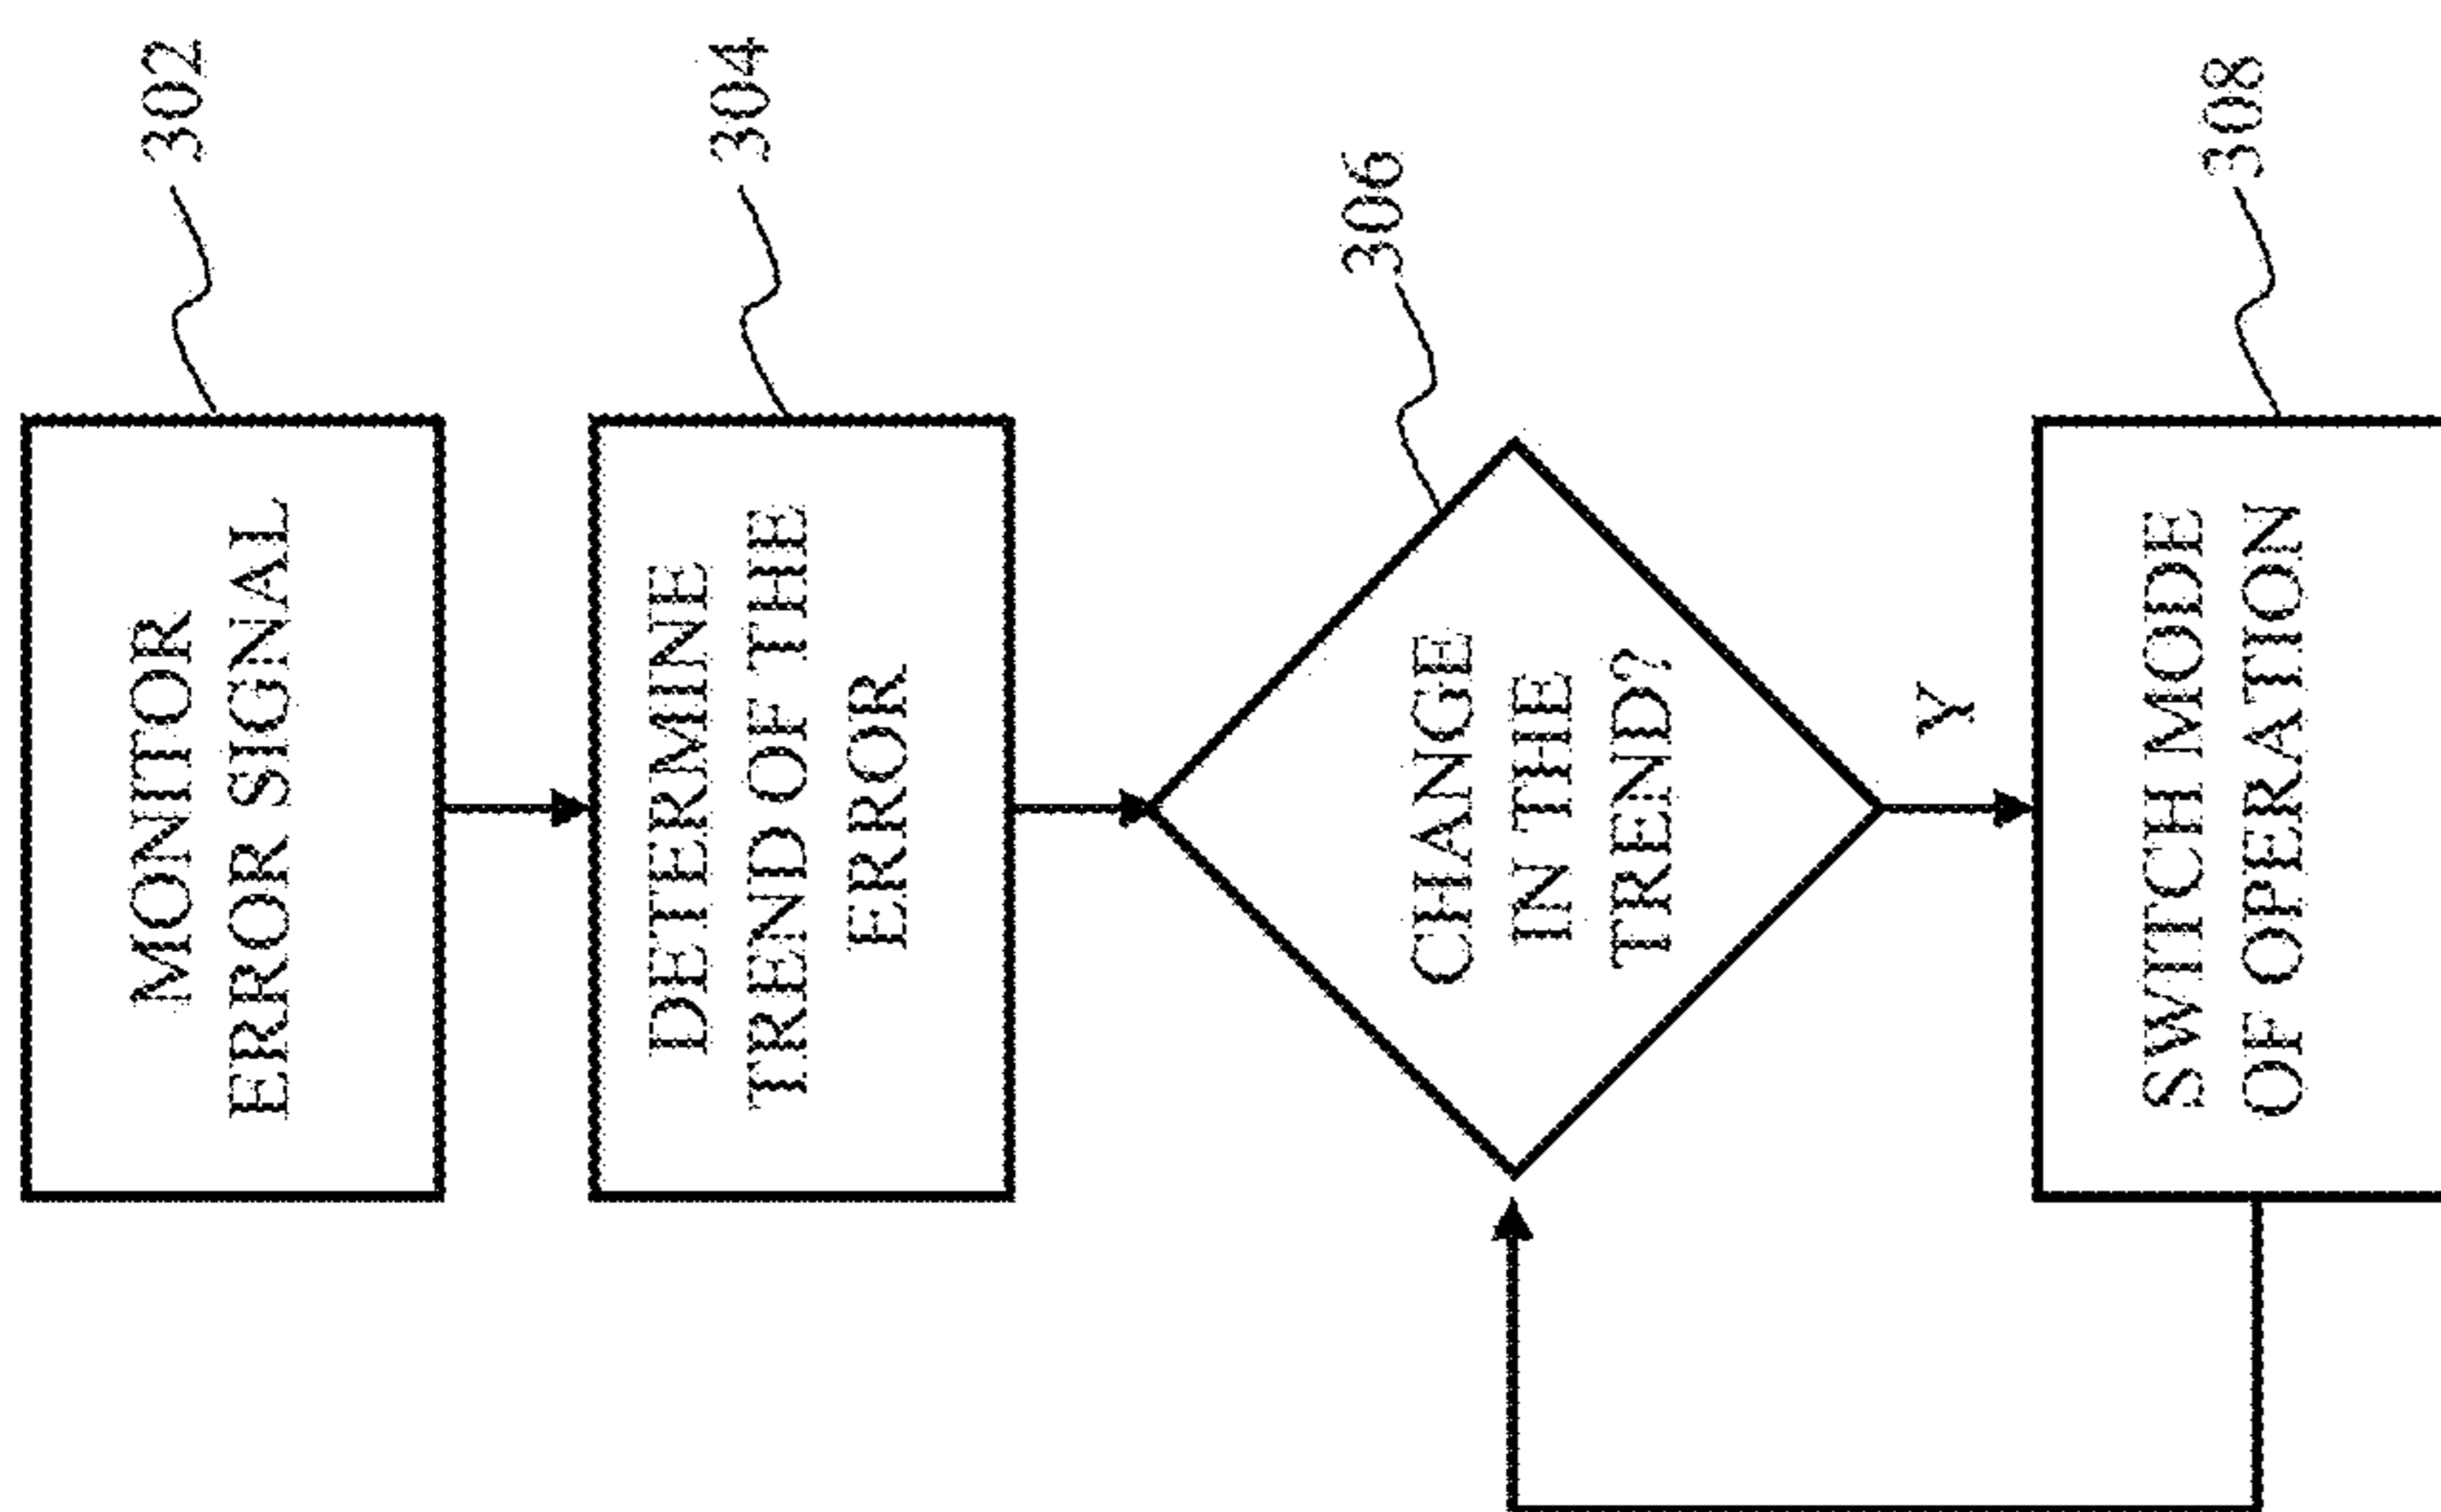 302
MONITOR
ERROR SIGNAL
304
DETERMINE
TREND OF THE
ERROR
306
CHANGE
IN THE
TREND?
Y
308
SWITCH MODE
OF OPERATION